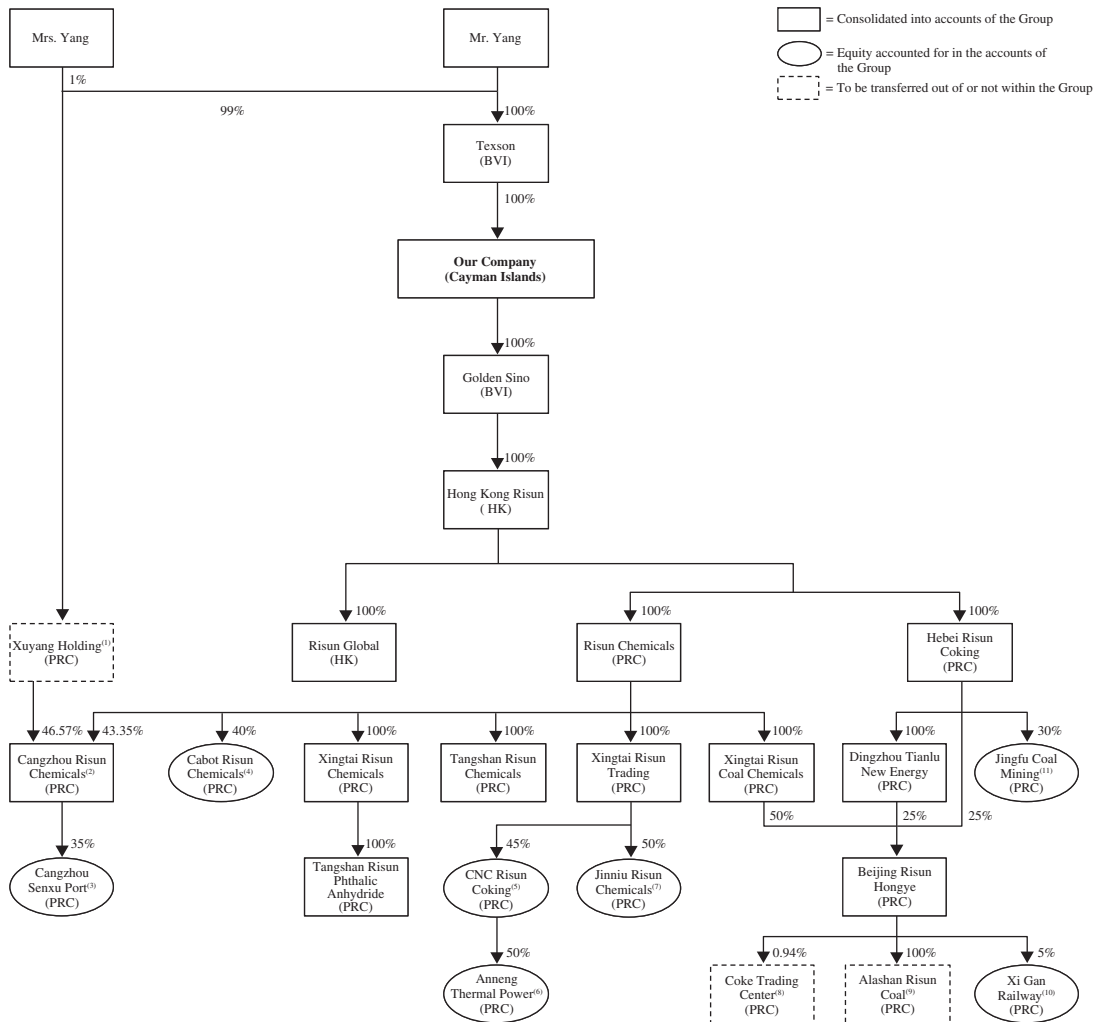 Mrs. Yang
Mr. Yang
= Consolidated into accounts of the Group
= Equity accounted for in the accounts of
the Group
= To be transferred out of or not within the Group
1%
99%
100%
Texson
(BVI)
100%
Our Company
(Cayman Islands)
100%
Golden Sino
(BVI)
100%
Hong Kong Risun
( HK)
100%
100%
100%
Xuyang Holding(1)
(PRC)
Risun Global
(HK)
Risun Chemicals
(PRC)
Hebei Risun
Coking
(PRC)
46.57%
43.35%
40%
100%
100%
100%
100%
100%
30%
Cangzhou Risun
Chemicals(2)
(PRC)
Cabot Risun
Chemicals(4)
(PRC)
Xingtai Risun
Chemicals
(PRC)
Tangshan Risun
Chemicals
(PRC)
Xingtai Risun
Trading
(PRC)
Xingtai Risun
Coal Chemicals
(PRC)
Dingzhou Tianlu
New Energy
(PRC)
Jingfu Coal
Mining(11)
(PRC)
50%
25%
25%
35%
100%
45%
50%
Cangzhou
Senxu Port(3)
(PRC)
Tangshan Risun
Phthalic
Anhydride
(PRC)
CNC Risun
Coking(5)
(PRC)
Jinniu Risun
Chemicals(7)
(PRC)
Beijing Risun
Hongye
(PRC)
50%
0.94%
100%
5%
Anneng
Thermal Power(6)
(PRC)
Coke Trading
Center(8)
(PRC)
Alashan Risun
Coal(9)
(PRC)
Xi Gan
Railway(10)
(PRC)